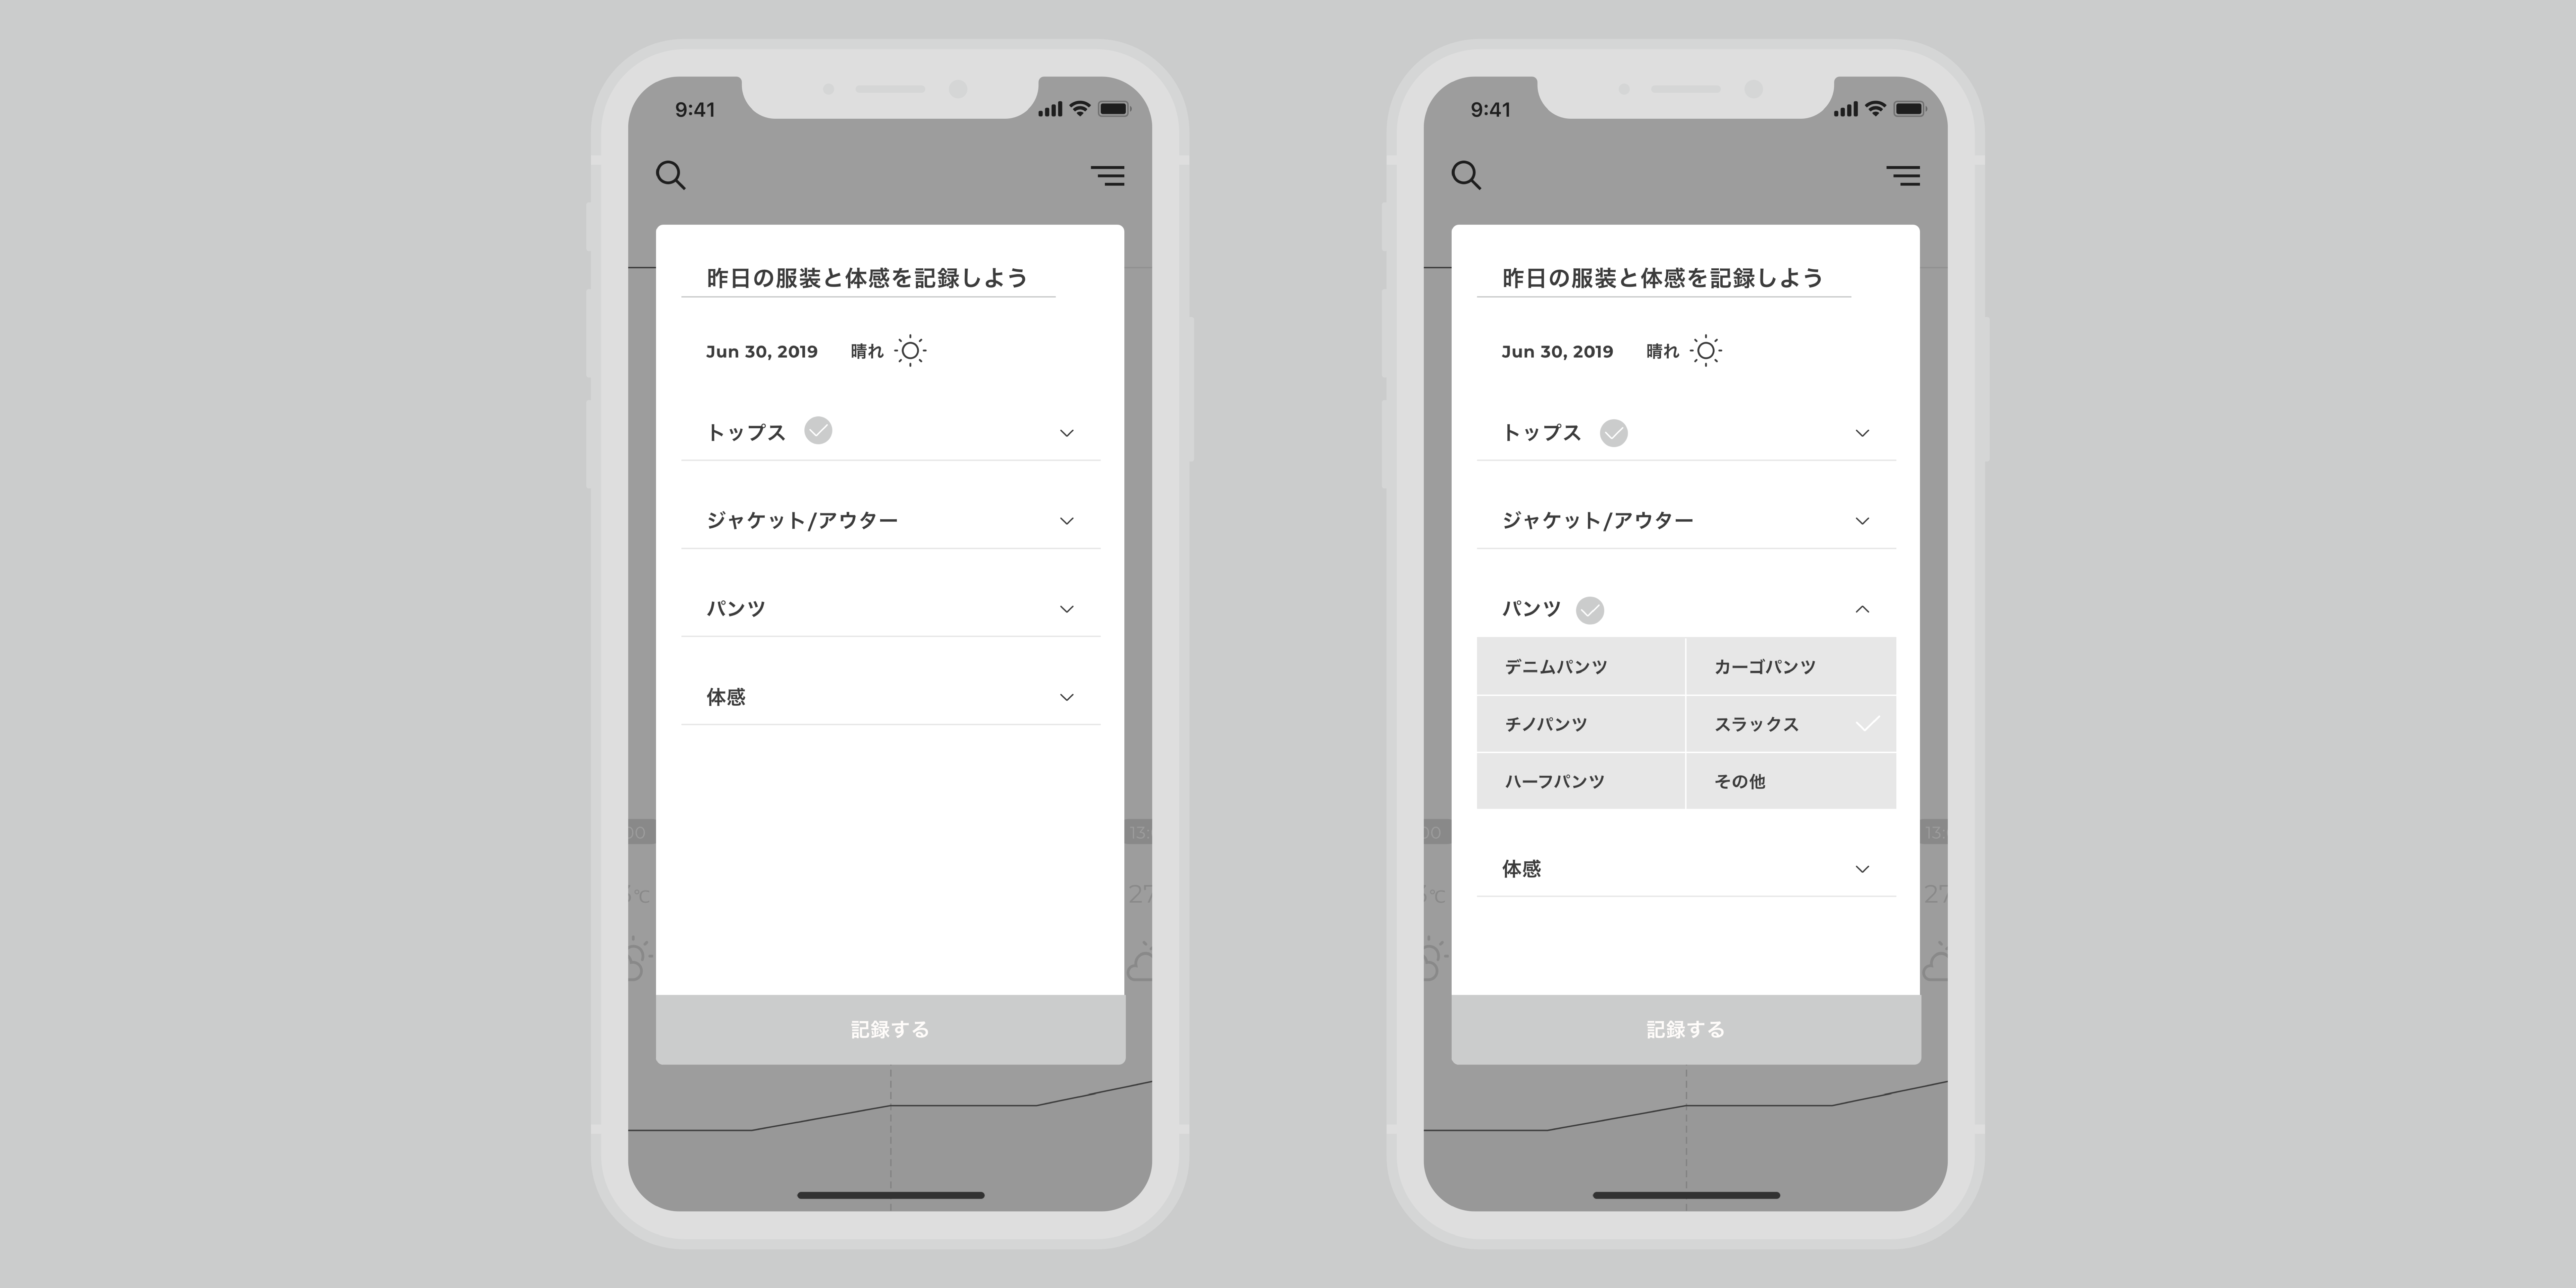 9:41
昨日の服装と体感を記録しよう
Jun 30, 2019 晴れ
トップス
ジャケット/アウター
パンツ
体感
00
13:
℃
27
記録する
9:41
昨日の服装と体感を記録しよう
Jun 30, 2019 晴れ
トップス
ジャケット/アウター
パンツ
デニムパンツ カーゴパンツ
チノパンツ スラックス
ハーフパンツ その他
00
13:
体感
℃
27
記録する